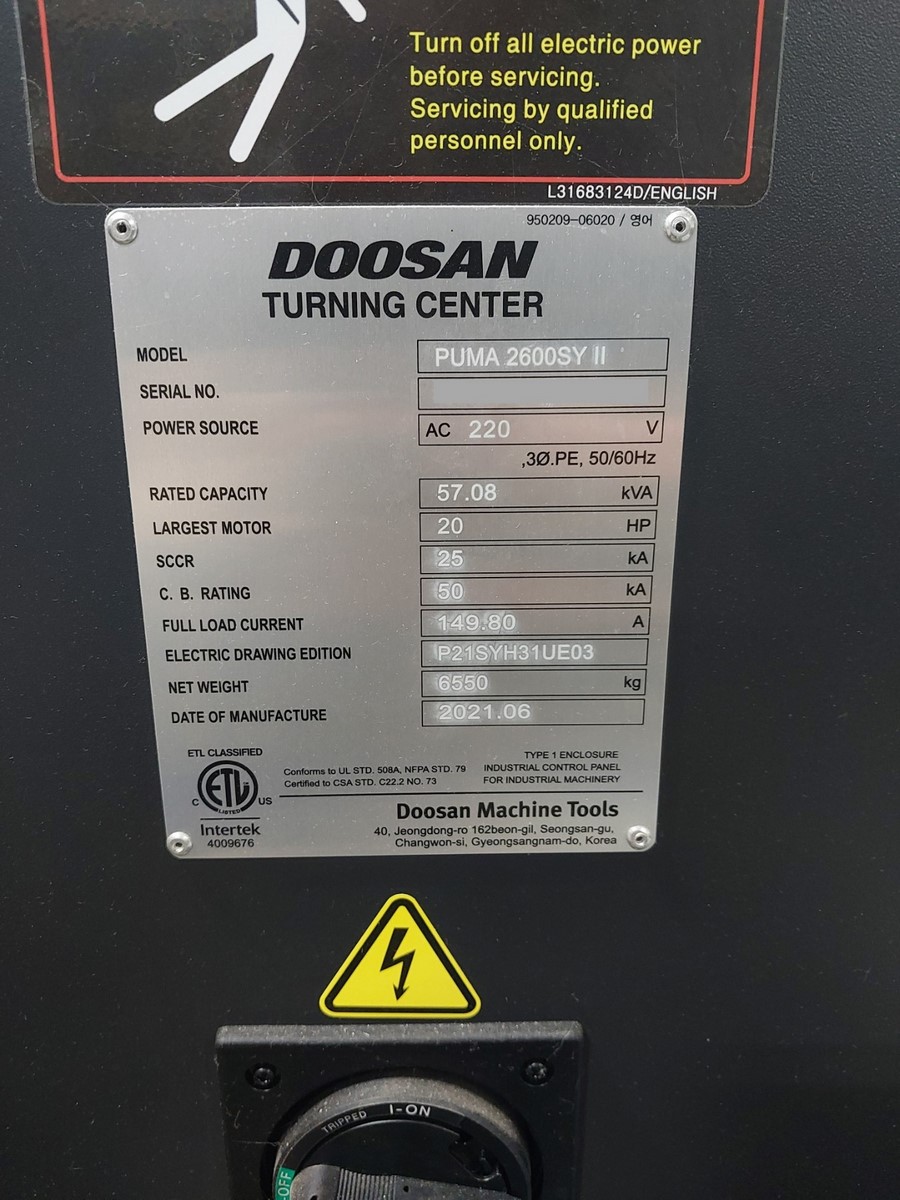 Turn off all electric power
before servicing.
Servicing by qualified
personnel only.
L31683124D/ENGLISH
950209-06020 / 영어
DOOSAN
TURNING CENTER
MODEL PUMA 2600SY II
SERIAL NO.
POWER SOURCE AC 220 V
,3Ø.PE, 50/60Hz
RATED CAPACITY 57.08 kVA
LARGEST MOTOR 20 HP
SCCR 25 kA
C. B. RATING 50 kA
FULL LOAD CURRENT 149.80 A
ELECTRIC DRAWING EDITION P21SYH31UE03
NET WEIGHT 6550 kg
DATE OF MANUFACTURE 2021.06
ETL CLASSIFIED
C ETL US
LISTED
Intertek
4009676
Conforms to UL STD. 508A, NFPA STD. 79
Certified to CSA STD. C22.2 NO. 73
TYPE 1 ENCLOSURE
INDUSTRIAL CONTROL PANEL
FOR INDUSTRIAL MACHINERY
Doosan Machine Tools
40, Jeongdong-ro 162beon-gil, Seongsan-gu,
Changwon-si, Gyeongsangnam-do, Korea
TRIPPED I-ON
OFF